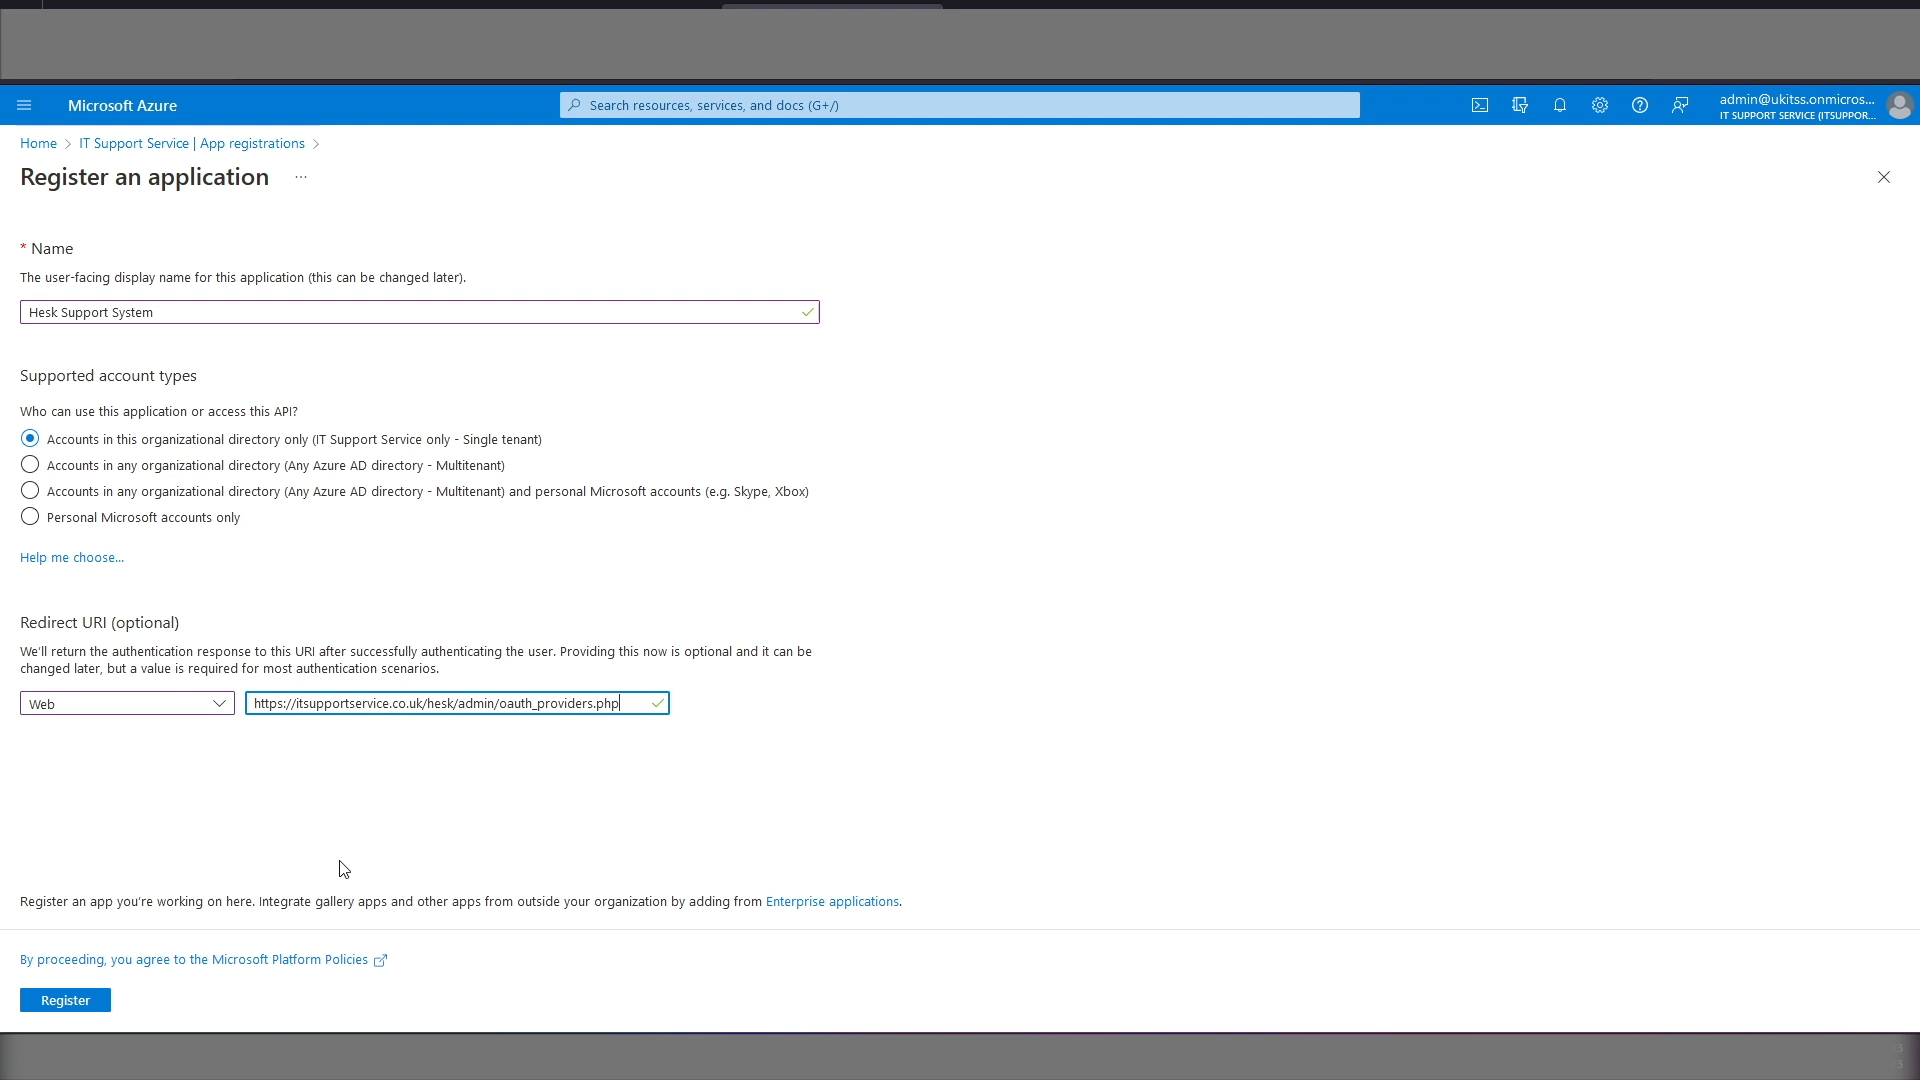 Microsoft Azure
Search resources, services, and docs (G+/)
admin@ukitss.onmicros...
IT SUPPORT SERVICE (ITSUPPOR...
Home > IT Support Service | App registrations >
Register an application ...
* Name
The user-facing display name for this application (this can be changed later).
Hesk Support System
Supported account types
Who can use this application or access this API?
Accounts in this organizational directory only (IT Support Service only - Single tenant)
Accounts in any organizational directory (Any Azure AD directory - Multitenant)
Accounts in any organizational directory (Any Azure AD directory - Multitenant) and personal Microsoft accounts (e.g. Skype, Xbox)
Personal Microsoft accounts only
Help me choose...
Redirect URI (optional)
We'll return the authentication response to this URI after successfully authenticating the user. Providing this now is optional and it can be
changed later, but a value is required for most authentication scenarios.
Web
https://itsupportservice.co.uk/hesk/admin/oauth_providers.php
Register an app you're working on here. Integrate gallery apps and other apps from outside your organization by adding from Enterprise applications.
By proceeding, you agree to the Microsoft Platform Policies
Register